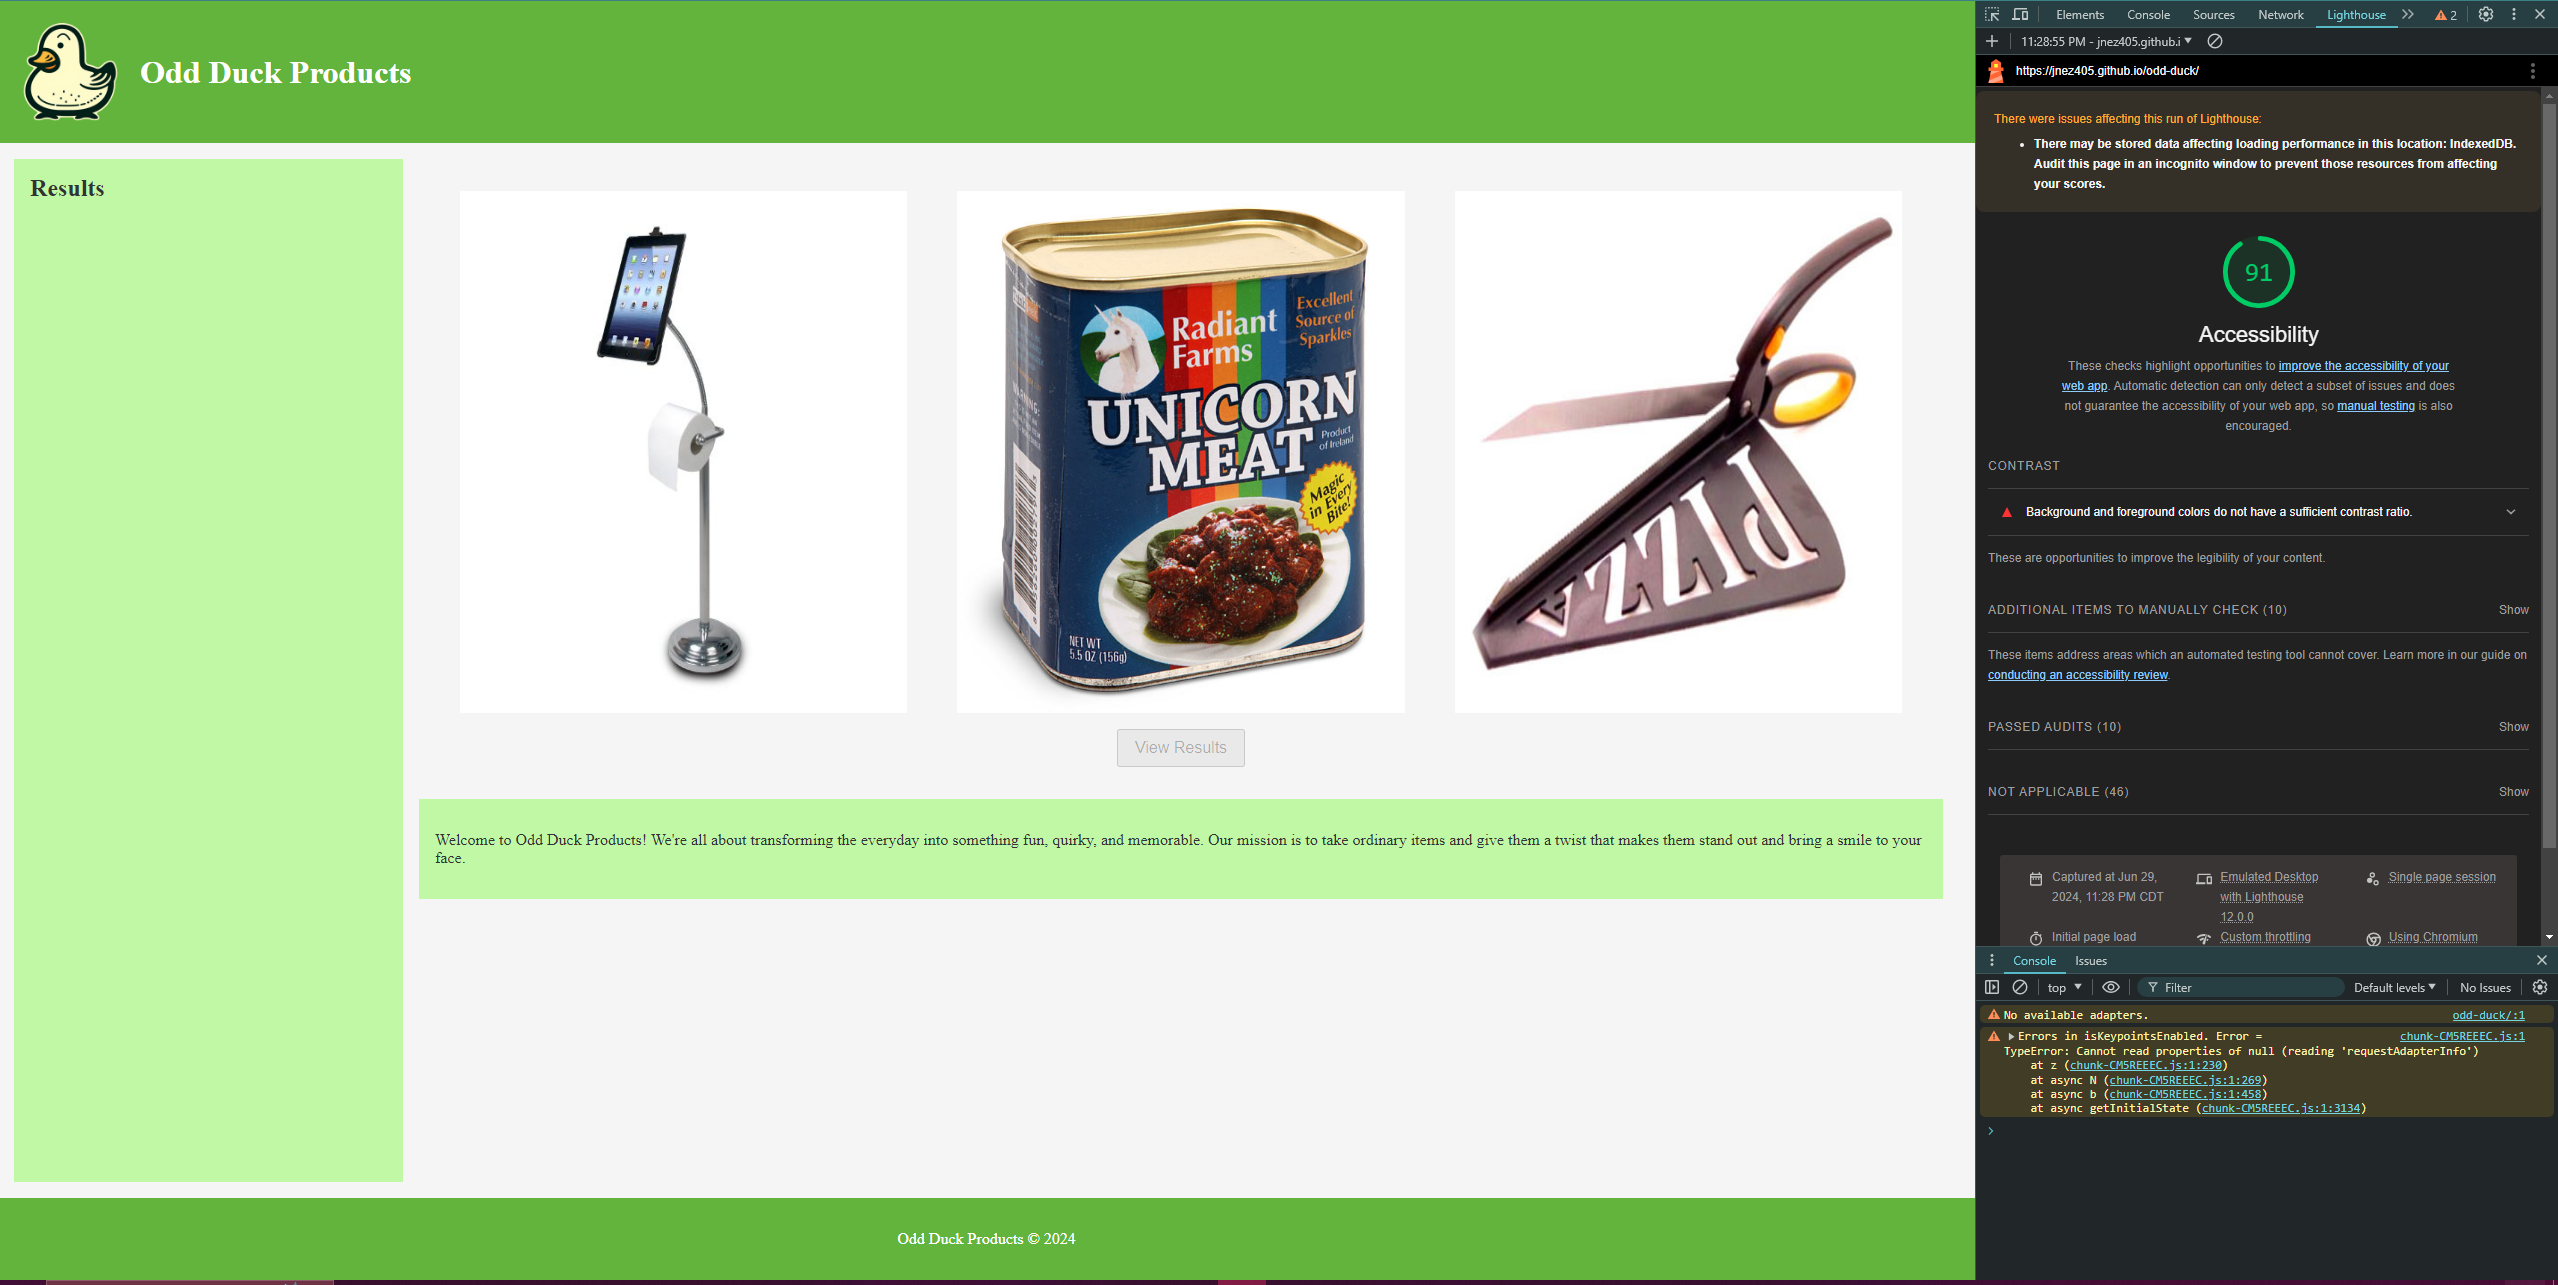 Odd Duck Products
Results
Radiant
Farms
Excellent
Source of
Sparkles
UNICORN
MEAT
Product
of Ireland
Magic
in Every
Bite!
NET WT
5.5 OZ (156g)
PIZZA
View Results
Welcome to Odd Duck Products! We're all about transforming the everyday into something fun, quirky, and memorable. Our mission is to take ordinary items and give them a twist that makes them stand out and bring a smile to your
face.
Odd Duck Products © 2024
Elements Console Sources Network Lighthouse 2
11:28:55 PM - jnez405.github.i
https://jnez405.github.io/odd-duck/
There were issues affecting this run of Lighthouse:
• There may be stored data affecting loading performance in this location: IndexedDB.
Audit this page in an incognito window to prevent those resources from affecting
your scores.
91
Accessibility
These checks highlight opportunities to improve the accessibility of your
web app. Automatic detection can only detect a subset of issues and does
not guarantee the accessibility of your web app, so manual testing is also
encouraged.
CONTRAST
Background and foreground colors do not have a sufficient contrast ratio.
These are opportunities to improve the legibility of your content.
ADDITIONAL ITEMS TO MANUALLY CHECK (10) Show
These items address areas which an automated testing tool cannot cover. Learn more in our guide on
conducting an accessibility review.
PASSED AUDITS (10) Show
NOT APPLICABLE (46) Show
Captured at Jun 29, Emulated Desktop Single page session
2024, 11:28 PM CDT with Lighthouse
12.0.0
Initial page load Custom throttling Using Chromium
Console Issues
top Filter Default levels No Issues
No available adapters. odd-duck/:1
Errors in isKeypointsEnabled. Error = chunk-CM5REEEC.js:1
TypeError: Cannot read properties of null (reading 'requestAdapterInfo')
at z (chunk-CM5REEEC.js:1:230)
at async N (chunk-CM5REEEC.js:1:269)
at async b (chunk-CM5REEEC.js:1:458)
at async getInitialState (chunk-CM5REEEC.js:1:3134)